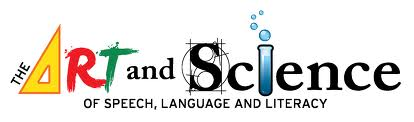 THE ART and Science
OF SPEECH, LANGUAGE AND LITERACY